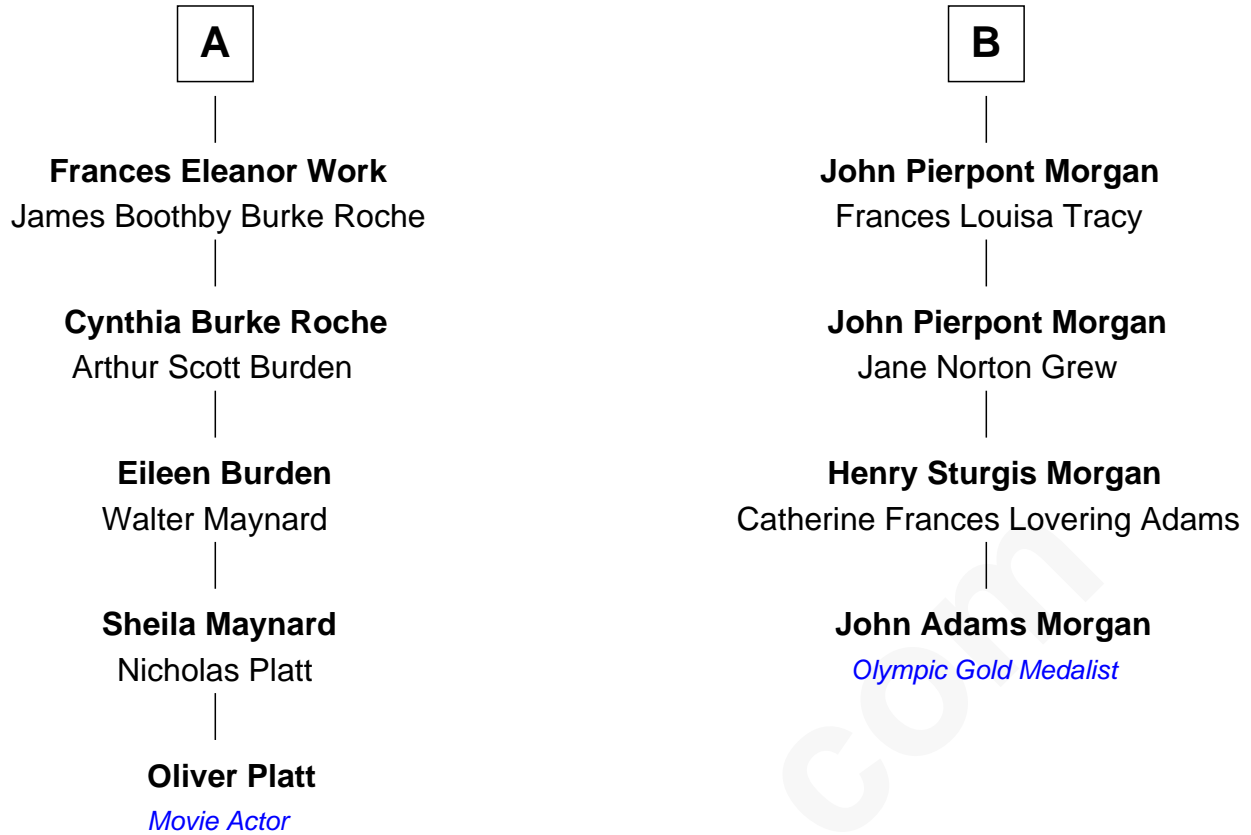 A
Frances Eleanor Work
James Boothby Burke Roche
Cynthia Burke Roche
Arthur Scott Burden
Eileen Burden
Walter Maynard
Sheila Maynard
Nicholas Platt
Oliver Platt
Movie Actor
B
John Pierpont Morgan
Frances Louisa Tracy
John Pierpont Morgan
Jane Norton Grew
Henry Sturgis Morgan
Catherine Frances Lovering Adams
John Adams Morgan
Olympic Gold Medalist
com